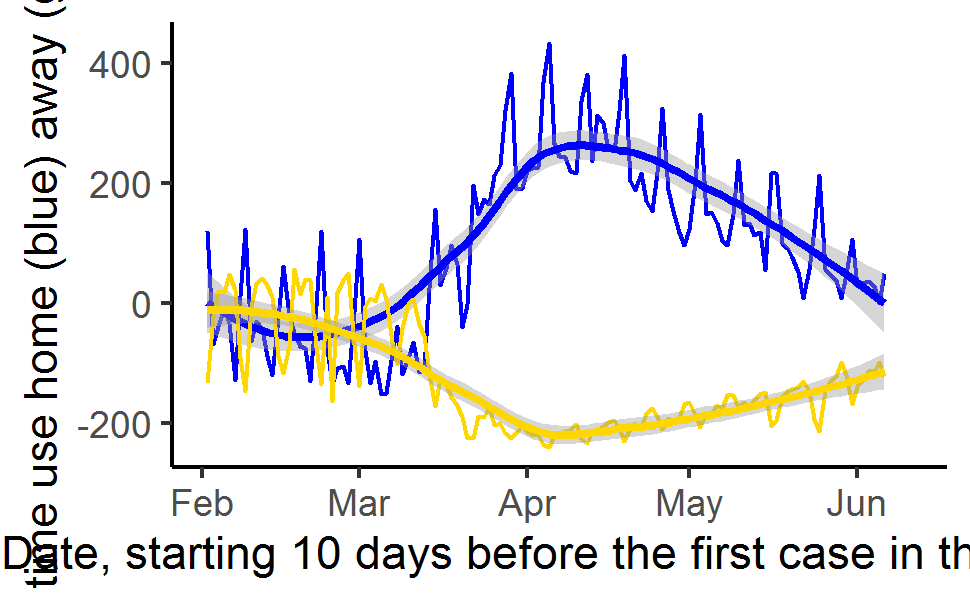 time use home (blue) away (
400
200
0
-200
Feb Mar Apr May Jun
Date, starting 10 days before the first case in th